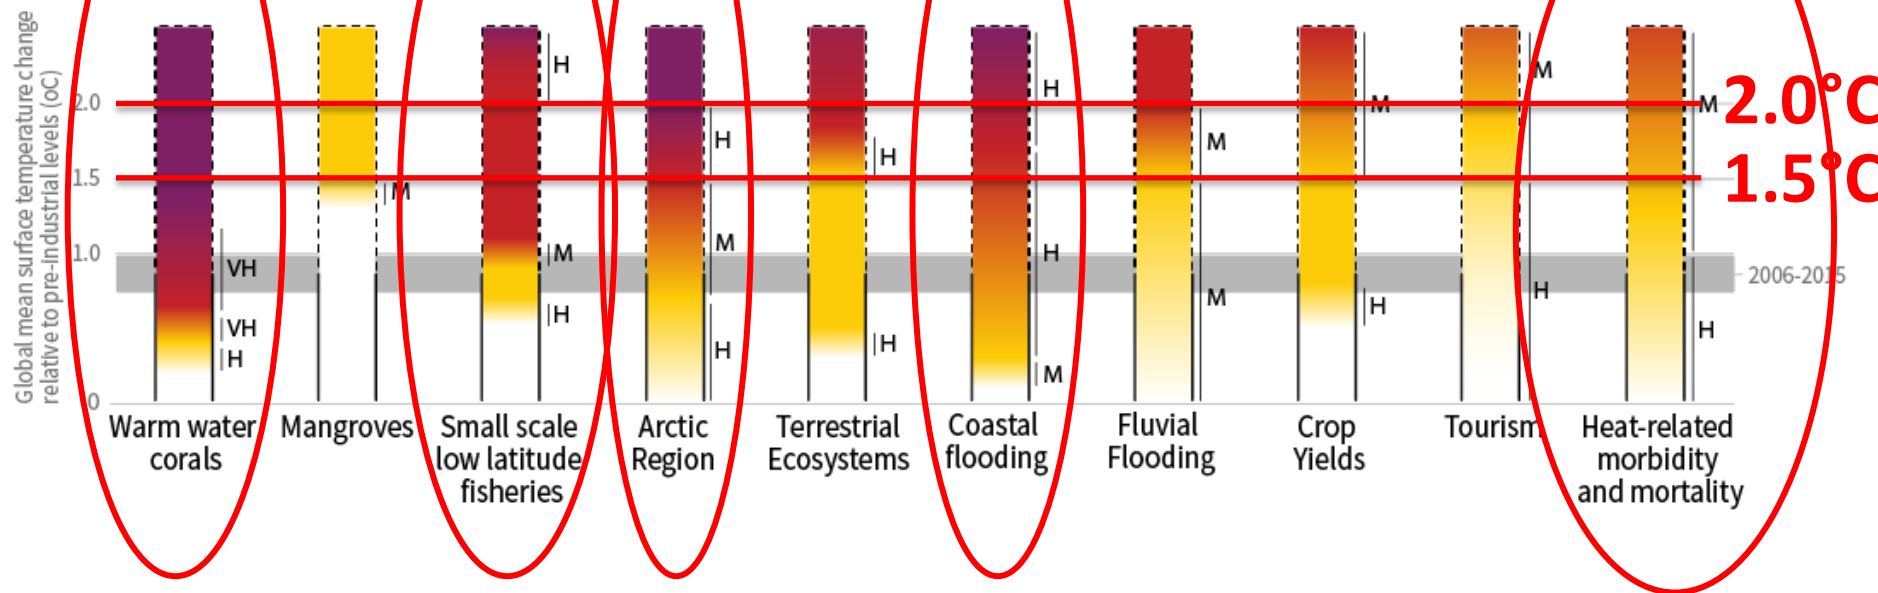 Global mean surface temperature change
relative to pre-industrial levels (oC)
2.0
1.5
1.0
0
VH
VH
H
M
H
M
H
H
M
H
H
H
H
H
M
M
M
M
H
M
H
M
H
2.0°C
1.5°C
2006-2015
Warm water
corals
Mangroves
Small scale
low latitude
fisheries
Arctic
Region
Terrestrial
Ecosystems
Coastal
flooding
Fluvial
Flooding
Crop
Yields
Tourism
Heat-related
morbidity
and mortality